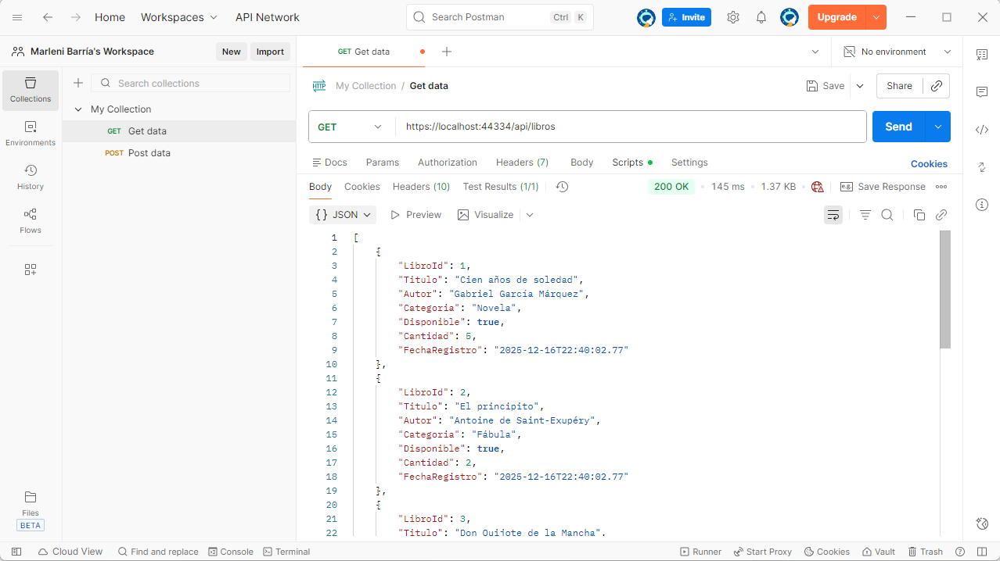 Home Workspaces API Network Search Postman Ctrl K Invite Upgrade
Marleni Barría's Workspace New Import GET Get data No environment
Collections Search collections HTTP My Collection / Get data Save Share
My Collection
GET Get data GET https://localhost:44334/api/libros Send
Environments POST Post data
History Docs Params Authorization Headers (7) Body Scripts Settings Cookies
Body Cookies Headers (10) Test Results (1/1) 200 OK 145 ms 1.37 KB e.g. Save Response
Flows {} JSON Preview Visualize
1 [
2 {
3 "LibroId": 1,
4 "Titulo": "Cien años de soledad",
5 "Autor": "Gabriel García Márquez",
6 "Categoria": "Novela",
7 "Disponible": true,
8 "Cantidad": 5,
9 "FechaRegistro": "2025-12-16T22:40:02.77"
10 },
11 {
12 "LibroId": 2,
13 "Titulo": "El principito",
14 "Autor": "Antoine de Saint-Exupéry",
15 "Categoria": "Fábula",
16 "Disponible": true,
17 "Cantidad": 2,
18 "FechaRegistro": "2025-12-16T22:40:02.77"
19 },
20 {
21 "LibroId": 3,
22 "Titulo": "Don Quijote de la Mancha",
Files
BETA
Cloud View Find and replace Console Terminal Runner Start Proxy Cookies Vault Trash